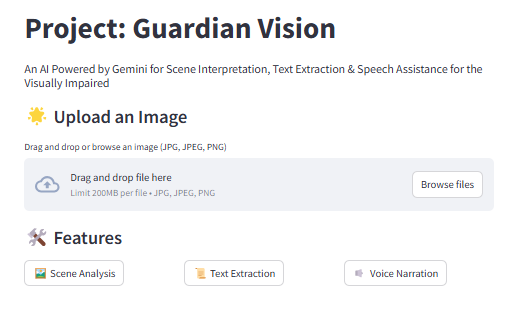 Project: Guardian Vision
An AI Powered by Gemini for Scene Interpretation, Text Extraction & Speech Assistance for the
Visually Impaired
🌟 Upload an Image
Drag and drop or browse an image (JPG, JPEG, PNG)
Drag and drop file here
Limit 200MB per file • JPG, JPEG, PNG
Browse files
🛠️ Features
🖼️ Scene Analysis
📜 Text Extraction
🔊 Voice Narration